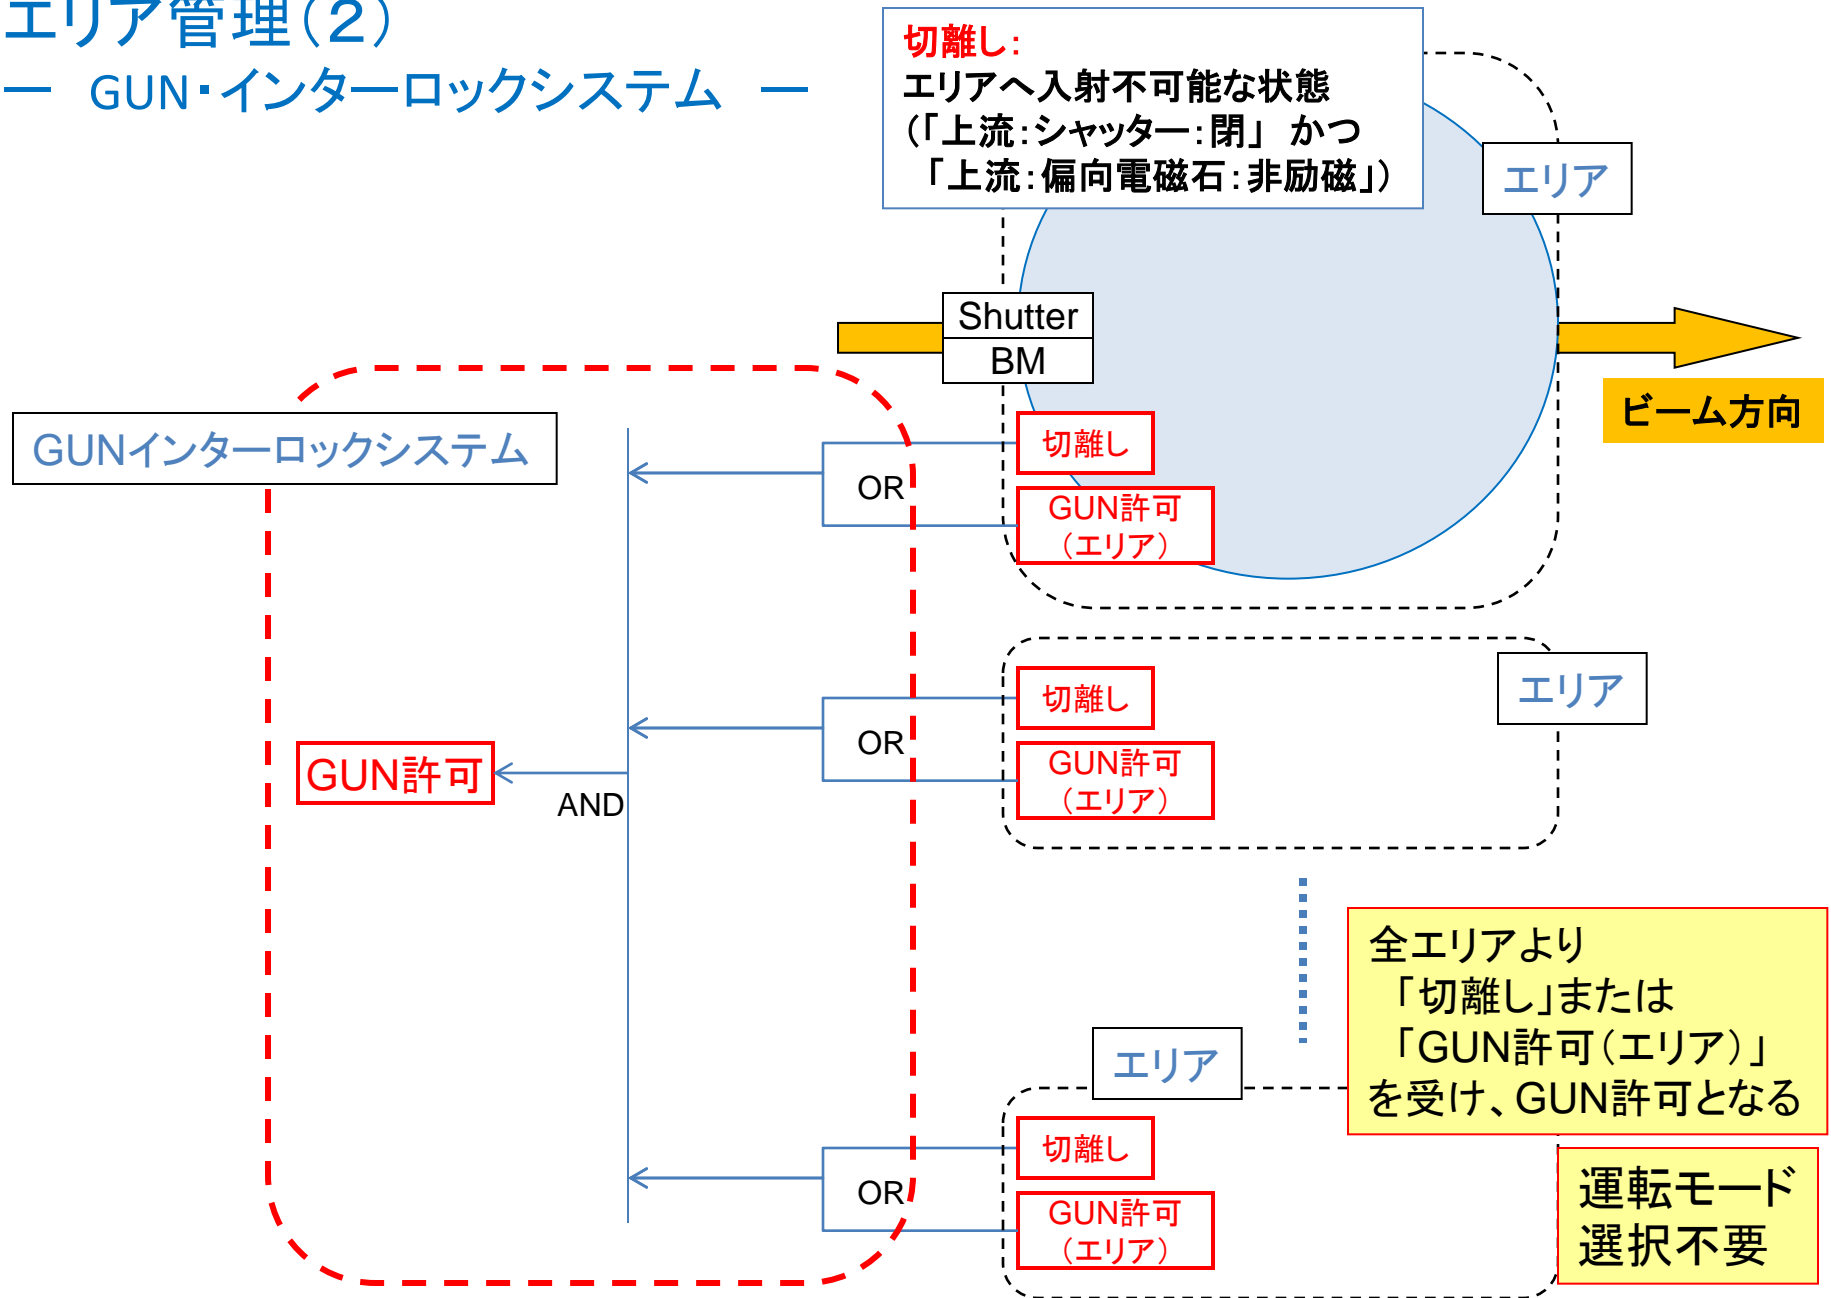 エリア管理(2)
― GUN・インターロックシステム ―
切離し:
エリアへ入射不可能な状態
(「上流:シャッター:閉」 かつ
「上流:偏向電磁石:非励磁」)
エリア
Shutter
BM
ビーム方向
GUNインターロックシステム
切離し
OR
GUN許可
(エリア)
エリア
切離し
OR
GUN許可
(エリア)
GUN許可
AND
全エリアより
「切離し」または
「GUN許可(エリア)」
を受け、GUN許可となる
エリア
切離し
OR
GUN許可
(エリア)
運転モード
選択不要